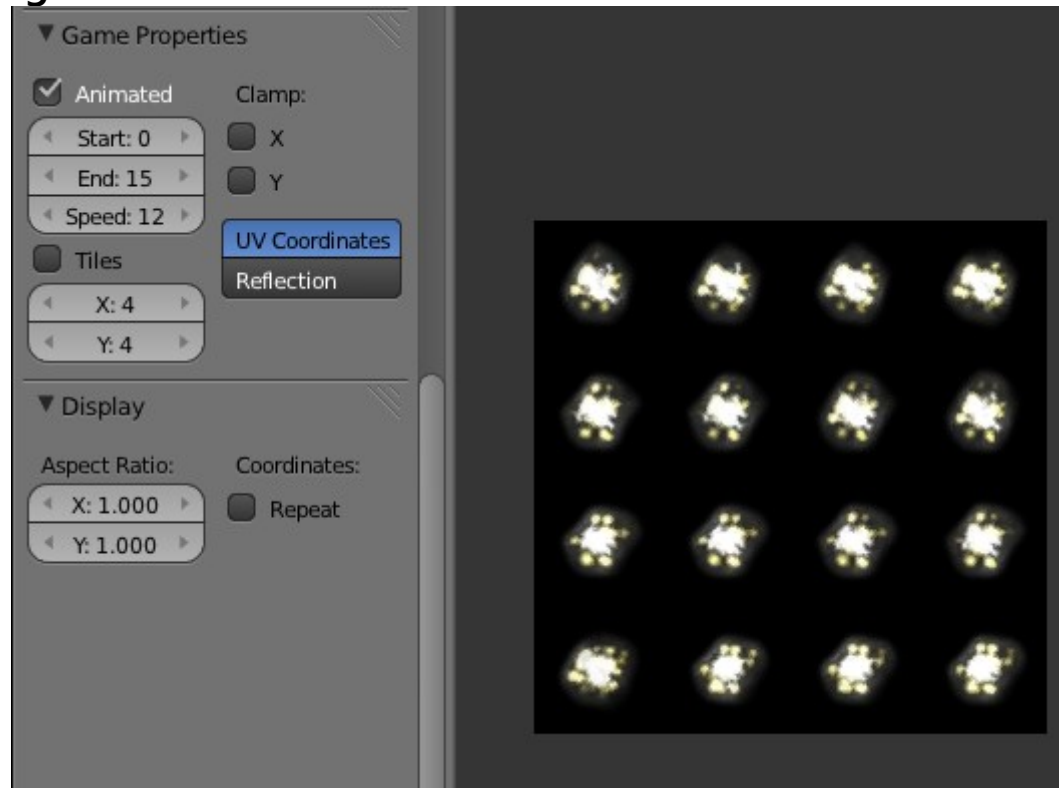 Game Properties
Animated
Clamp:
Start: 0
X
End: 15
Y
Speed: 12
UV Coordinates
Tiles
Reflection
X: 4
Y: 4
Display
Aspect Ratio:
Coordinates:
X: 1.000
Repeat
Y: 1.000